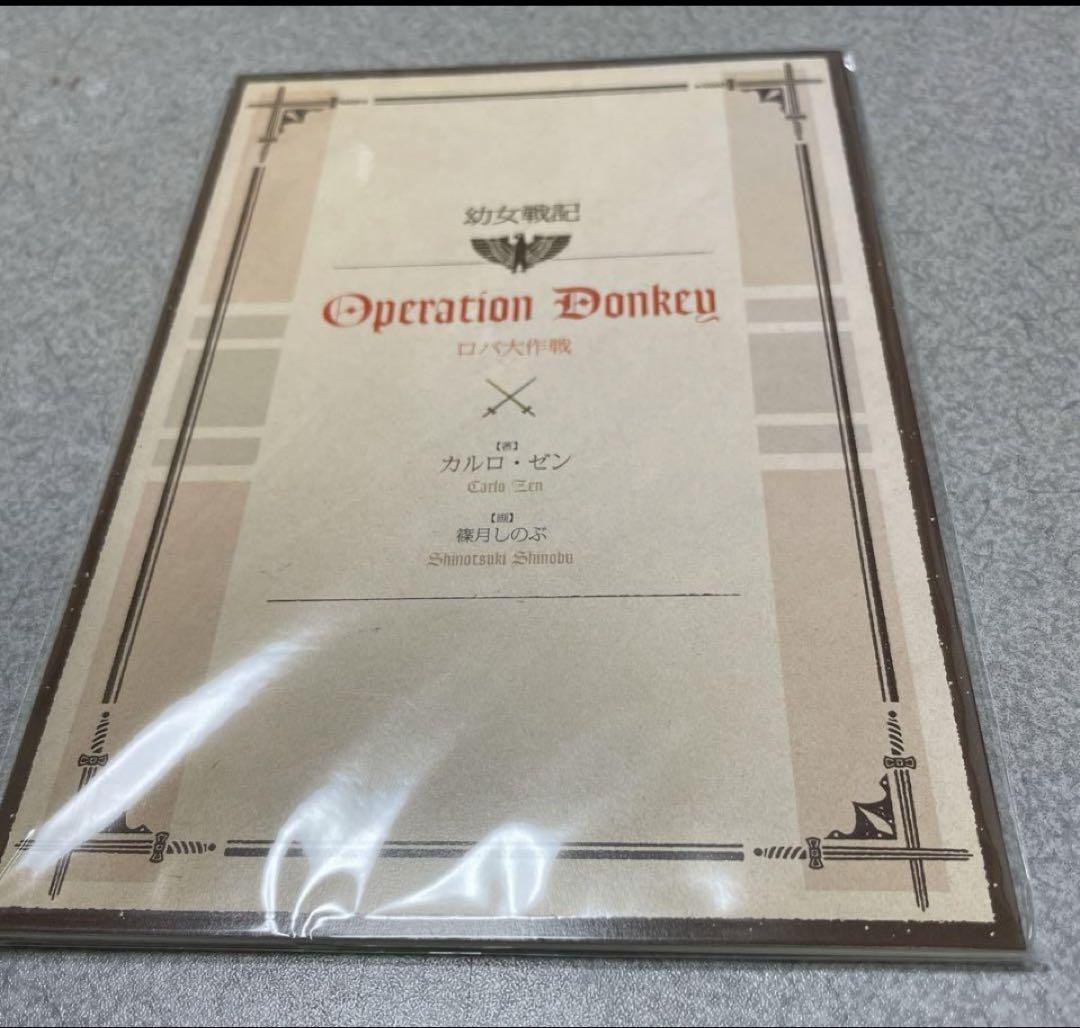 幼女戰記
Operation Donkey
ロバ大作戦
【著】
カルロ・ゼン
Carlo Zen
【画】
篠月しのぶ
Shinotsuki Shinobu